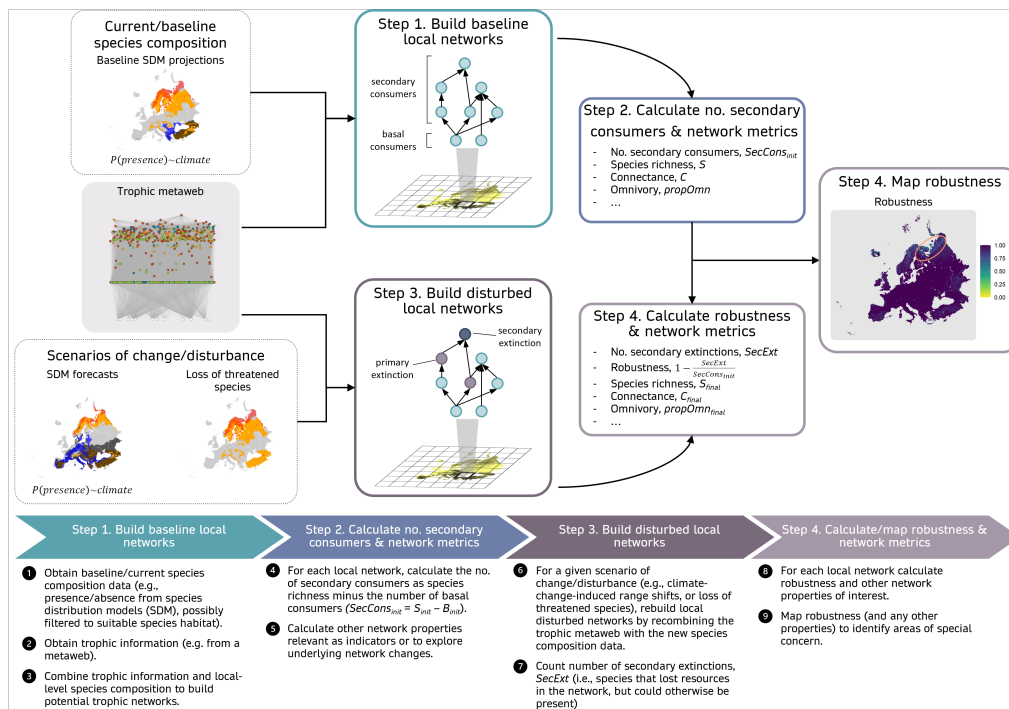 Current/baseline
species composition
Baseline SDM projections
P(presence)~climate
Trophic metaweb
Scenarios of change/disturbance
SDM forecasts
Loss of threatened
species
P(presence)~climate
Step 1. Build baseline
local networks
secondary
consumers
basal
consumers
Step 3. Build disturbed
local networks
secondary
extinction
primary
extinction
Step 2. Calculate no. secondary
consumers & network metrics
- No. secondary consumers, SecCons_init
- Species richness, S
- Connectance, C
- Omnivory, propOmn
- ...
Step 4. Calculate robustness
& network metrics
- No. secondary extinctions, SecExt
- Robustness, 1 − SecExt/SecCons_init
- Species richness, S_final
- Connectance, C_final
- Omnivory, propOmn_final
- ...
Step 4. Map robustness
Robustness
1.00
0.75
0.50
0.25
0.00
Step 1. Build baseline local
networks
Step 2. Calculate no. secondary
consumers & network metrics
Step 3. Build disturbed local
networks
Step 4. Calculate/map robustness &
network metrics
1 Obtain baseline/current species
composition data (e.g.,
presence/absence from species
distribution models (SDM), possibly
filtered to suitable species habitat).
2 Obtain trophic information (e.g. from a
metaweb).
3 Combine trophic information and local-
level species composition to build
potential trophic networks.
4 For each local network, calculate the no.
of secondary consumers as species
richness minus the number of basal
consumers (SecCons_init = S_init – B_init).
5 Calculate other network properties
relevant as indicators or to explore
underlying network changes.
6 For a given scenario of
change/disturbance (e.g., climate-
change-induced range shifts, or loss of
threatened species), rebuild local
disturbed networks by recombining the
trophic metaweb with the new species
composition data.
7 Count number of secondary extinctions,
SecExt (i.e., species that lost resources
in the network, but could otherwise be
present)
8 For each local network calculate
robustness and other network
properties of interest.
9 Map robustness (and any other
properties) to identify areas of special
concern.